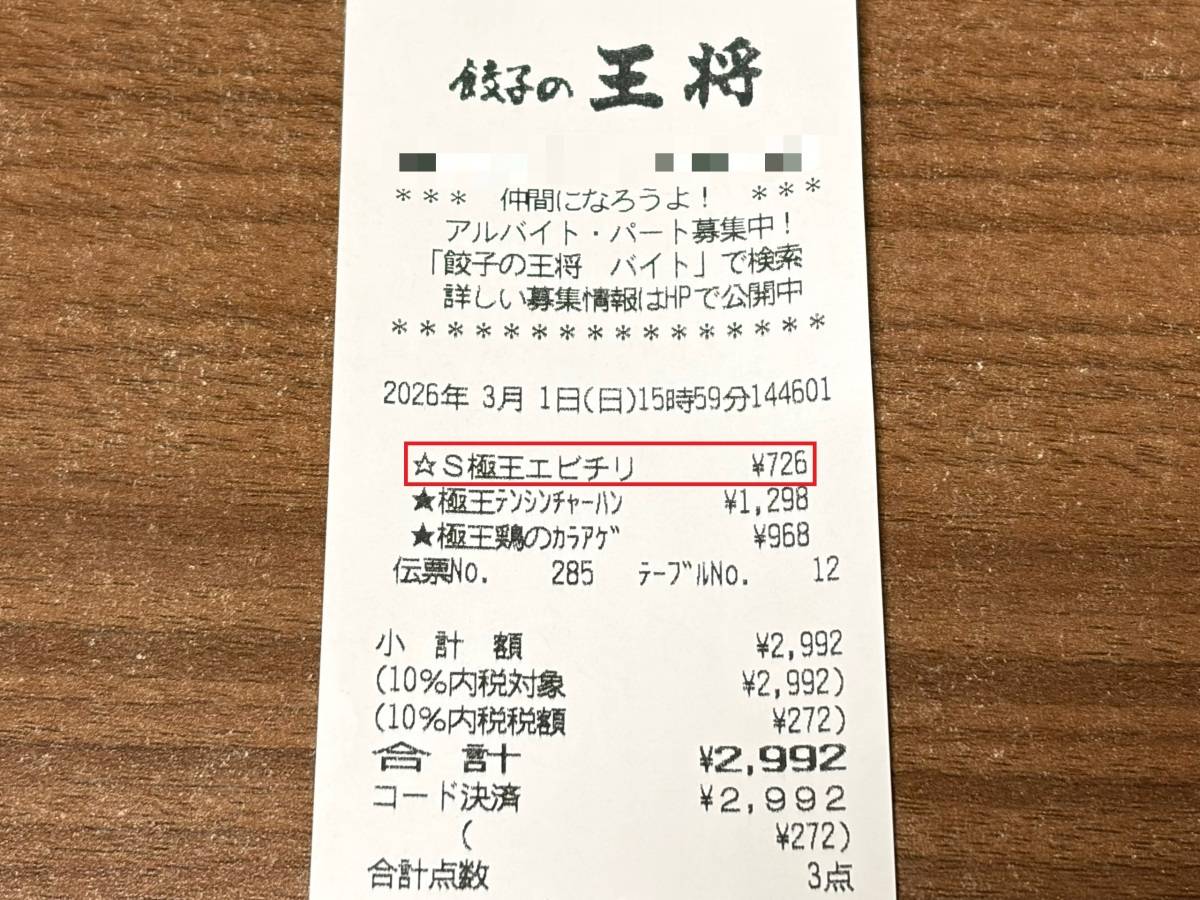 餃子の 王将
*** 仲間になろうよ! ***
アルバイト・パート募集中!
「餃子の王将 バイト」で検索
詳しい募集情報はHPで公開中
****************
2026年 3月 1日(日)15時59分144601
☆S極王エビチリ ¥726
★極王テンシンチャーハン ¥1,298
★極王鶏のカラアゲ ¥968
伝票No. 285 テーブルNo. 12
小 計 額 ¥2,992
(10%内税対象 ¥2,992)
(10%内税税額 ¥272)
合 計 ¥2,992
コード決済 ¥2,992
( ¥272)
合計点数 3点